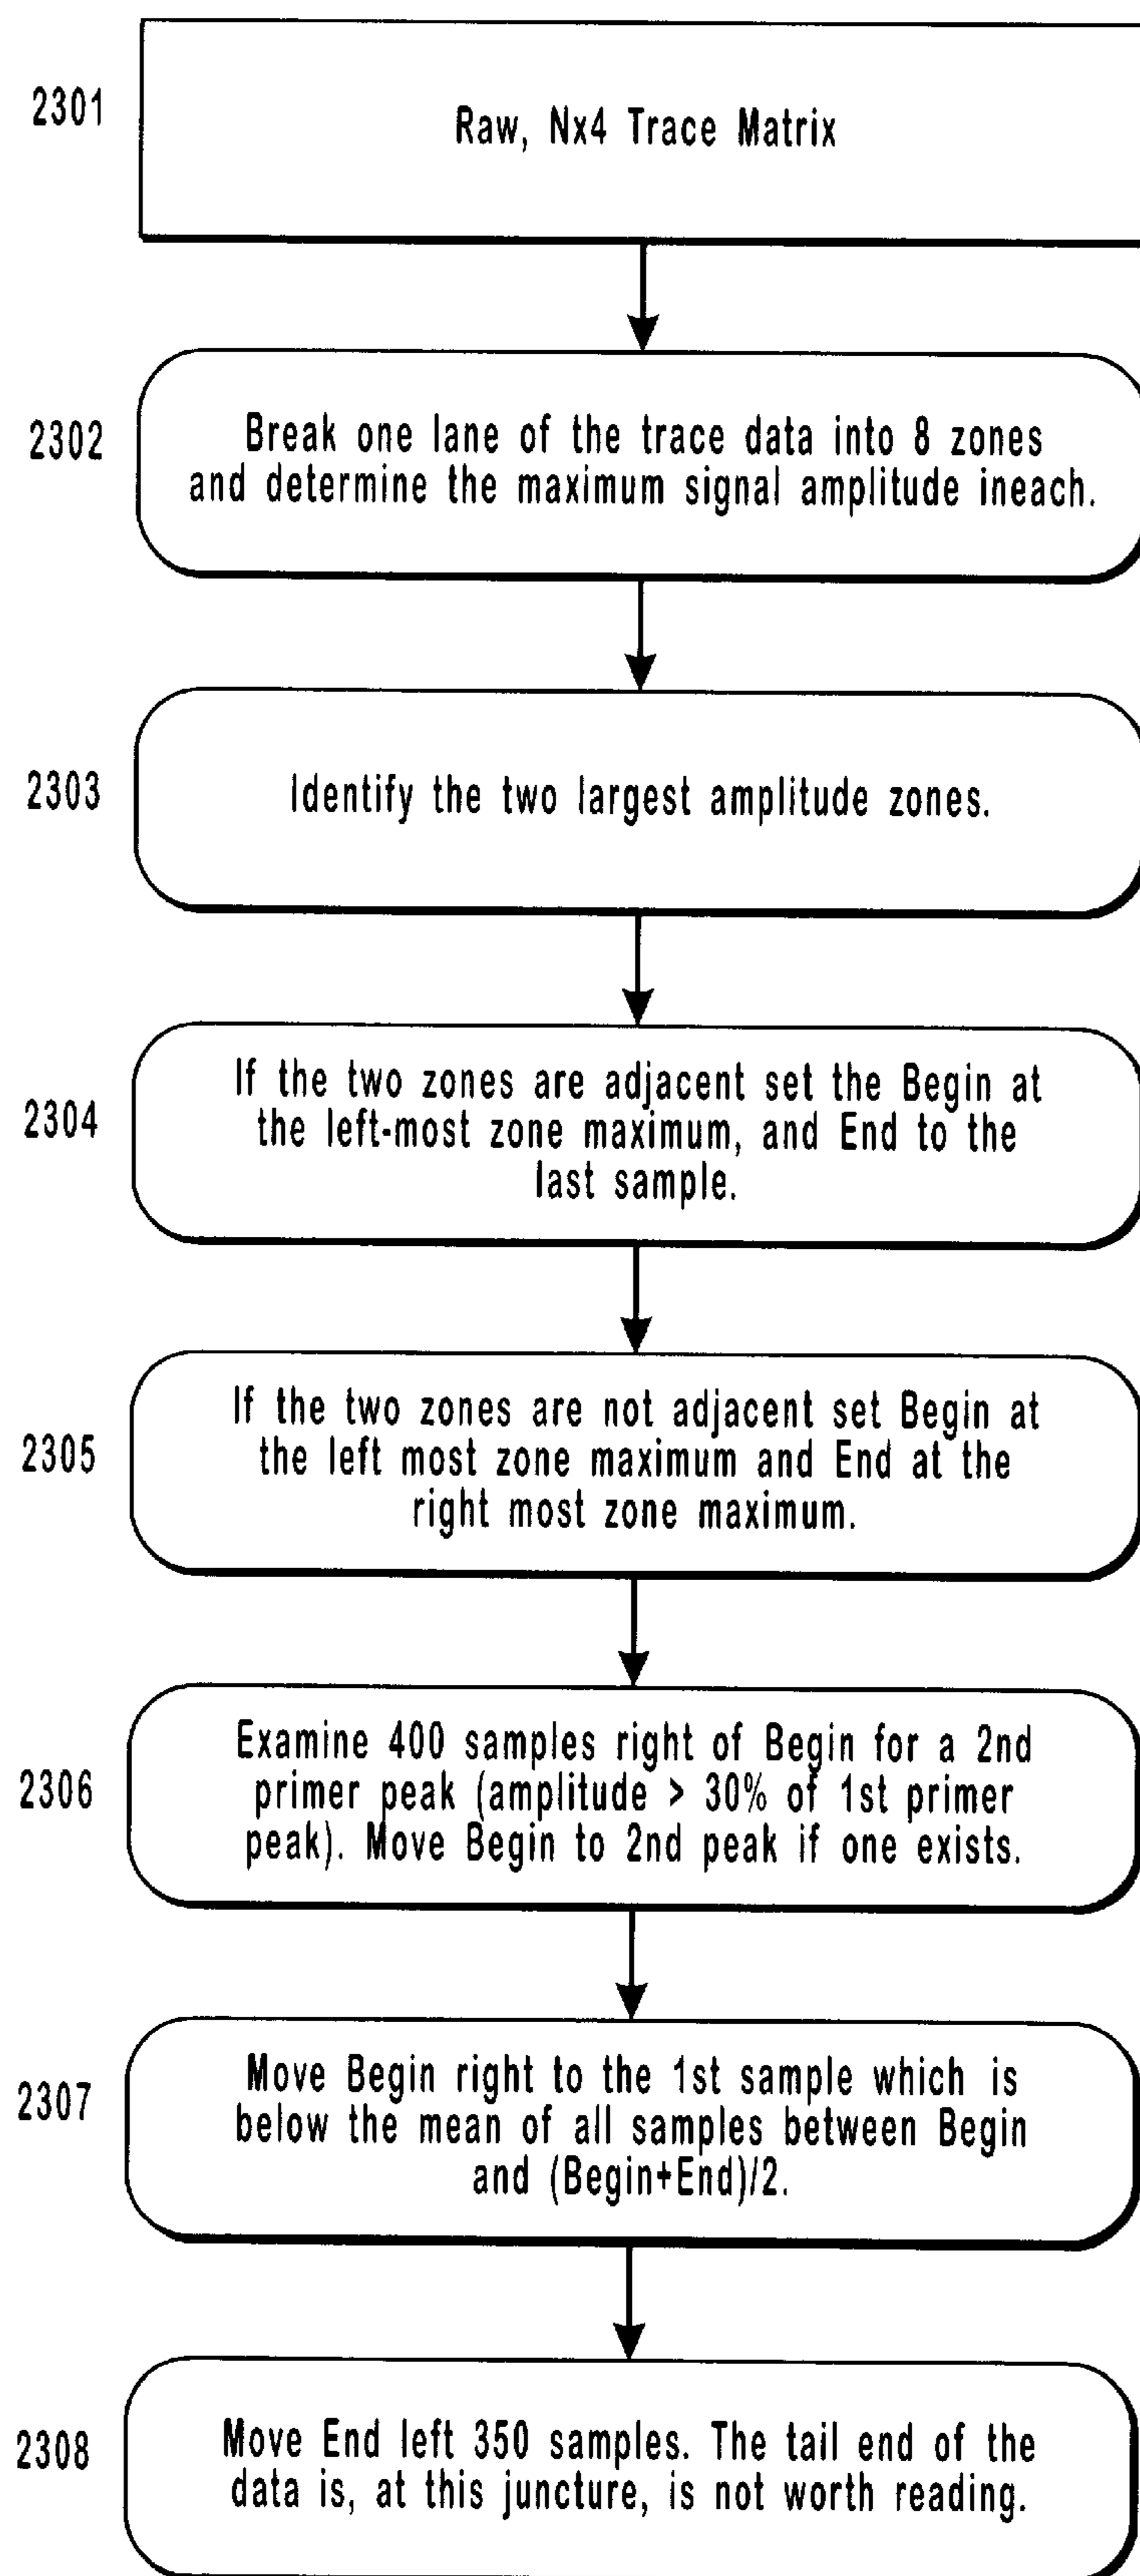 2301
Raw, Nx4 Trace Matrix
2302
Break one lane of the trace data into 8 zones
and determine the maximum signal amplitude ineach.
2303
Identify the two largest amplitude zones.
2304
If the two zones are adjacent set the Begin at
the left-most zone maximum, and End to the
last sample.
2305
If the two zones are not adjacent set Begin at
the left most zone maximum and End at the
right most zone maximum.
2306
Examine 400 samples right of Begin for a 2nd
primer peak (amplitude > 30% of 1st primer
peak). Move Begin to 2nd peak if one exists.
2307
Move Begin right to the 1st sample which is
below the mean of all samples between Begin
and (Begin+End)/2.
2308
Move End left 350 samples. The tail end of the
data is, at this juncture, is not worth reading.